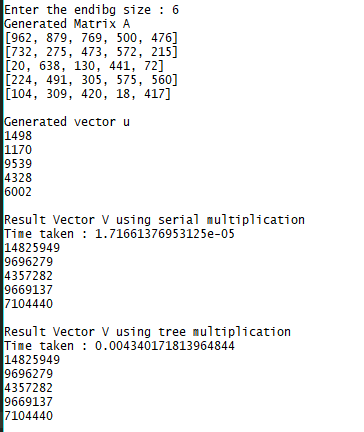 Enter the endibg size : 6
Generated Matrix A
[962, 879, 769, 500, 476]
[732, 275, 473, 572, 215]
[20, 638, 130, 441, 72]
[224, 491, 305, 575, 560]
[104, 309, 420, 18, 417]
Generated vector u
1498
1170
9539
4328
6002
Result Vector V using serial multiplication
Time taken : 1.71661376953125e-05
14825949
9696279
4357282
9669137
7104440
Result Vector V using tree multiplication
Time taken : 0.004340171813964844
14825949
9696279
4357282
9669137
7104440